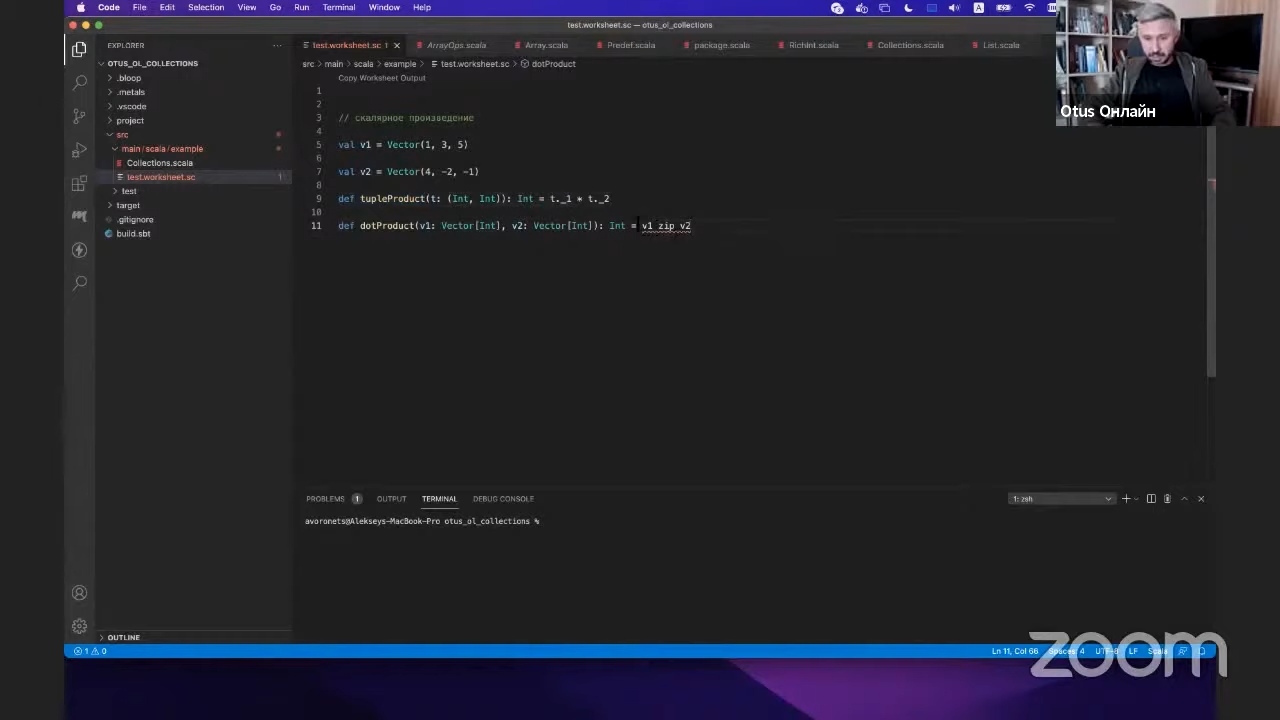 Code File Edit Selection View Go Run Terminal Window Help
test.worksheet.sc — otus_ol_collections
EXPLORER
OTUS_OL_COLLECTIONS
.bloop
.metals
.vscode
project
src
main / scala / example
Collections.scala
test.worksheet.sc 1
test
target
.gitignore
build.sbt
OUTLINE
test.worksheet.sc 1 ArrayOps.scala Array.scala Predef.scala package.scala RichInt.scala Collections.scala List.scala
src > main > scala > example > test.worksheet.sc > dotProduct
Copy Worksheet Output
1
2
3 // скалярное произведение
4
5 val v1 = Vector(1, 3, 5)
6
7 val v2 = Vector(4, -2, -1)
8
9 def tupleProduct(t: (Int, Int)): Int = t._1 * t._2
10
11 def dotProduct(v1: Vector[Int], v2: Vector[Int]): Int = v1 zip v2
PROBLEMS 1 OUTPUT TERMINAL DEBUG CONSOLE
1: zsh
avoronets@Alekseys-MacBook-Pro otus_ol_collections %
1 0
Ln 11, Col 66 Spaces: 4 UTF-8 LF Scala
Otus Онлайн
zoom